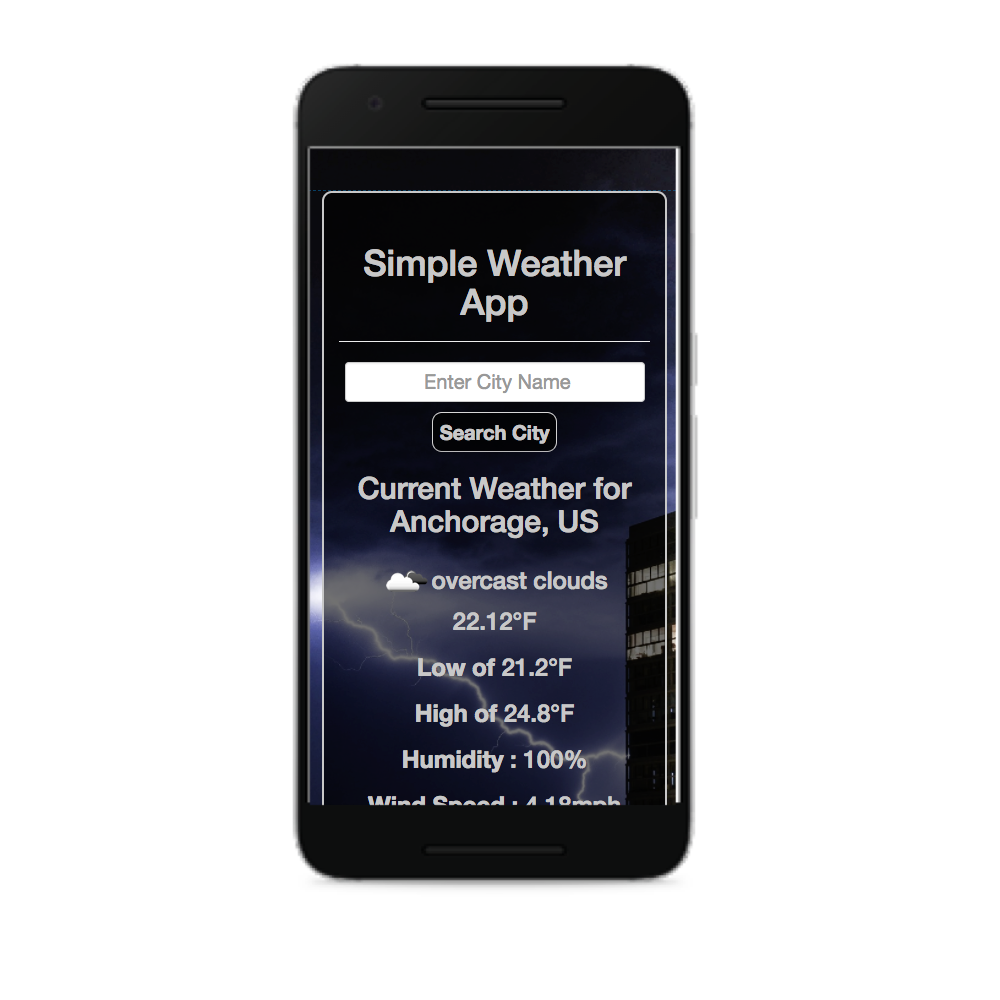 Simple Weather
App
Enter City Name
Search City
Current Weather for
Anchorage, US
overcast clouds
22.12°F
Low of 21.2°F
High of 24.8°F
Humidity : 100%
Wind Speed : 4.18mph